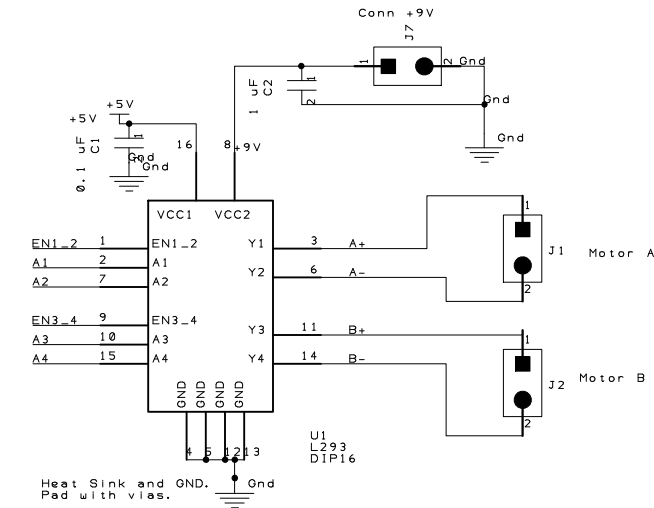 Conn +9V
J7
1
2
Gnd
1 uF
C2
1
2
Gnd
Gnd
+5V
+5V
0.1 uF
C1
1
2
Gnd
Gnd
16
8
+9V
VCC1
VCC2
EN1_2
1
EN1_2
A1
2
A1
A2
7
A2
EN3_4
9
EN3_4
A3
10
A3
A4
15
A4
Y1
3
A+
Y2
6
A-
Y3
11
B+
Y4
14
B-
1
J1
Motor A
2
1
J2
Motor B
2
GND
GND
GND
GND
4
5
12
13
U1
L293
DIP16
Heat Sink and GND.
Pad with vias.
Gnd